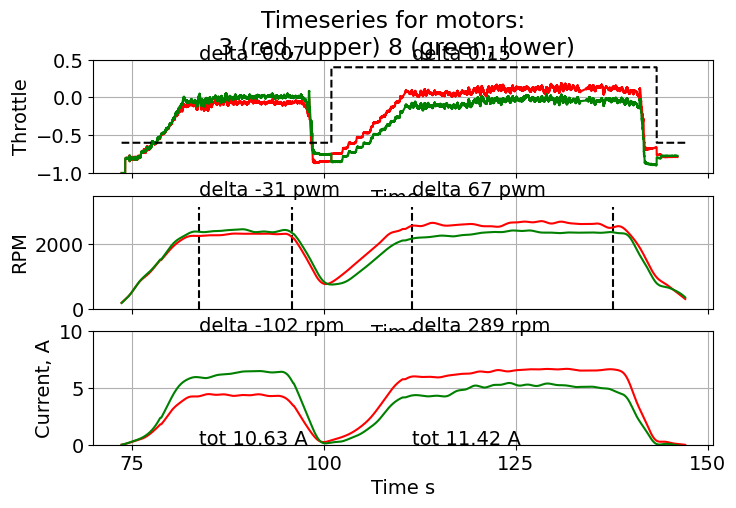 Timeseries for motors:
3 (red, upper) 8 (green, lower)
delta -0.07
delta 0.15
0.5
0.0
−0.5
−1.0
Throttle
delta -31 pwm
delta 67 pwm
2000
0
RPM
delta -102 rpm
delta 289 rpm
10
5
0
Current, A
tot 10.63 A
tot 11.42 A
75
100
125
150
Time s